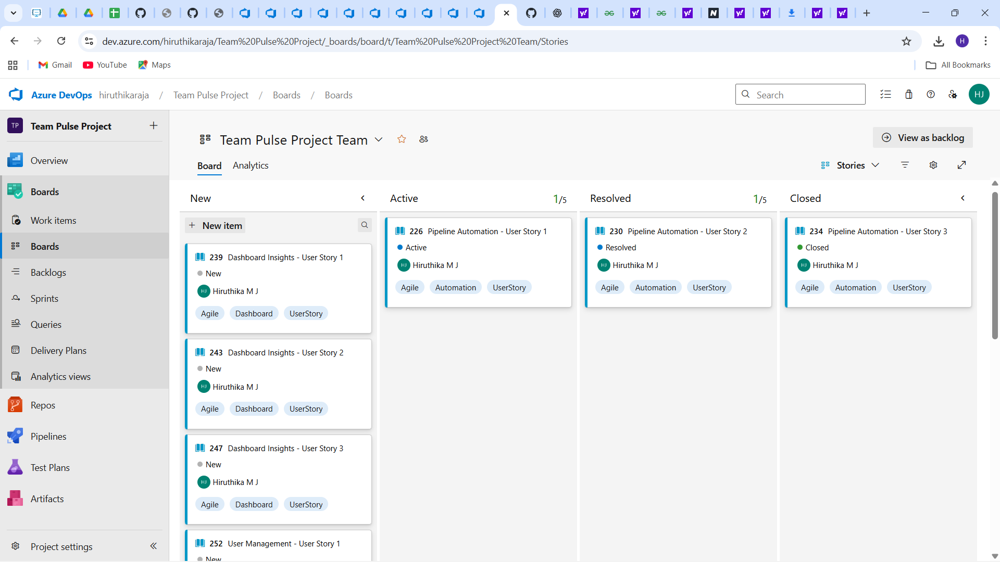 dev.azure.com/hiruthikaraja/Team%20Pulse%20Project/_boards/board/t/Team%20Pulse%20Project%20Team/Stories
H
Gmail
YouTube
Maps
All Bookmarks
Azure DevOps
hiruthikaraja / Team Pulse Project / Boards / Boards
Search
HJ
TP
Team Pulse Project
Overview
Boards
Work items
Boards
Backlogs
Sprints
Queries
Delivery Plans
Analytics views
Repos
Pipelines
Test Plans
Artifacts
Project settings
Team Pulse Project Team
View as backlog
Board
Analytics
Stories
New
New item
239 Dashboard Insights - User Story 1
New
HJ Hiruthika M J
Agile Dashboard UserStory
243 Dashboard Insights - User Story 2
New
HJ Hiruthika M J
Agile Dashboard UserStory
247 Dashboard Insights - User Story 3
New
HJ Hiruthika M J
Agile Dashboard UserStory
252 User Management - User Story 1
New
Active
1/5
226 Pipeline Automation - User Story 1
Active
HJ Hiruthika M J
Agile Automation UserStory
Resolved
1/5
230 Pipeline Automation - User Story 2
Resolved
HJ Hiruthika M J
Agile Automation UserStory
Closed
234 Pipeline Automation - User Story 3
Closed
HJ Hiruthika M J
Agile Automation UserStory